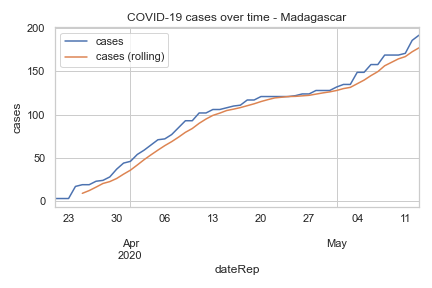 COVID-19 cases over time - Madagascar
cases
cases (rolling)
200
150
100
50
0
cases
23 30 06 13 20 27 04 11
Apr May
2020
dateRep